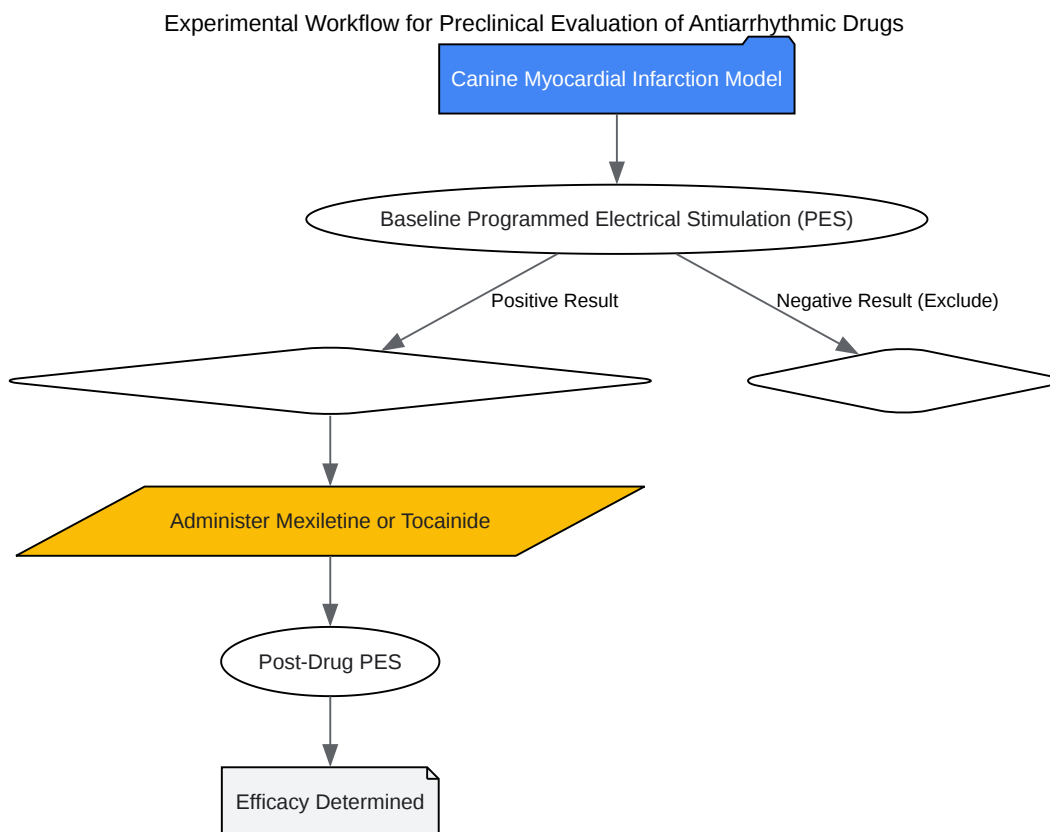 Experimental Workflow for Preclinical Evaluation of Antiarrhythmic Drugs
Canine Myocardial Infarction Model
Baseline Programmed Electrical Stimulation (PES)
Positive Result
Negative Result (Exclude)
Administer Mexiletine or Tocainide
Post-Drug PES
Efficacy Determined